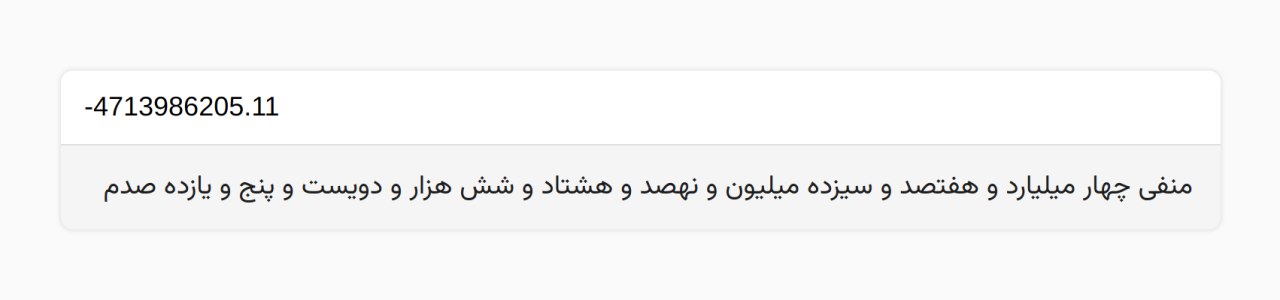 -4713986205.11
منفی چهار میلیارد و هفتصد و سیزده میلیون و نهصد و هشتاد و شش هزار و دویست و پنج و یازده صدم